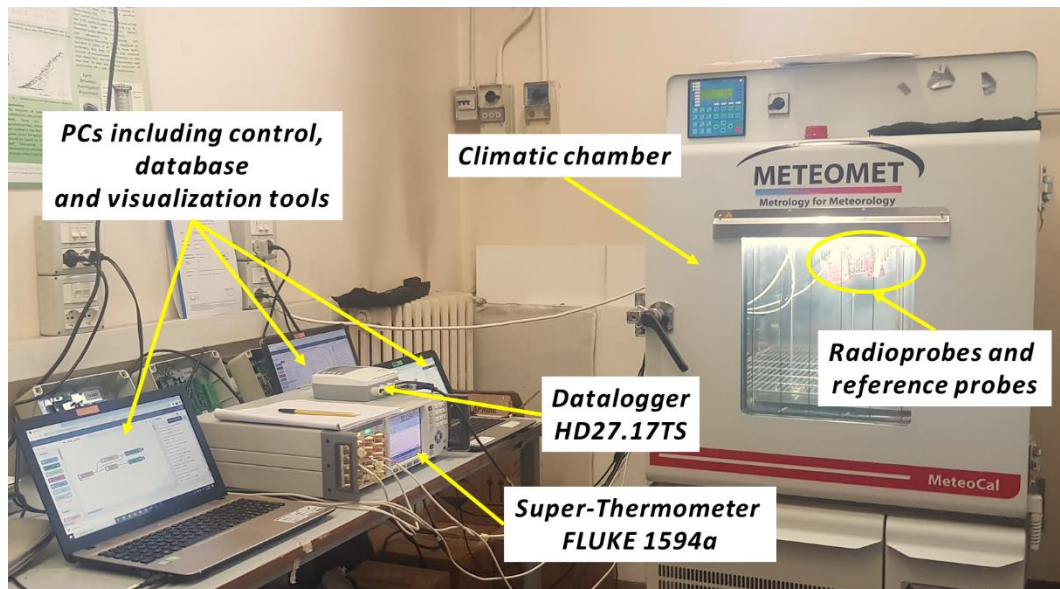 PCs including control,
database
and visualization tools
Climatic chamber
METEOMET
Metrology for Meteorology
Radioprobes and
reference probes
Datalogger
HD27.17TS
MeteoCal
Super-Thermometer
FLUKE 1594a